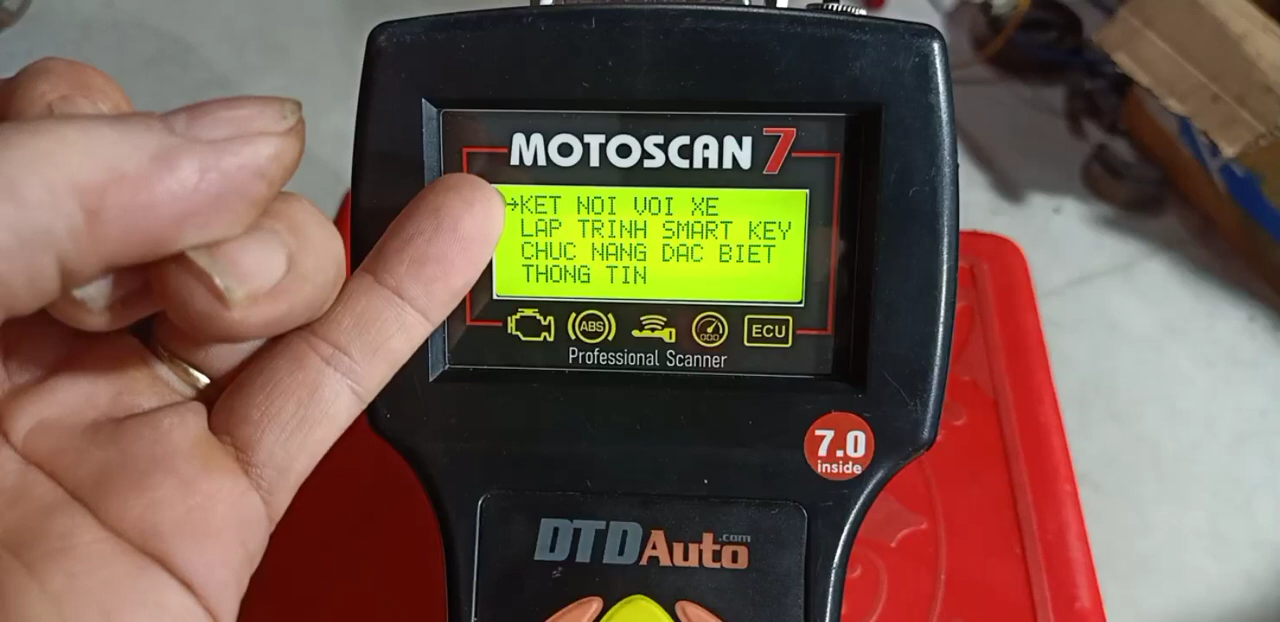 MOTOSCAN 7
→KET NOI VOI XE
LAP TRINH SMART KEY
CHUC NANG DAC BIET
THONG TIN
ABS
ECU
Professional Scanner
7.0
inside
DTDAuto.com